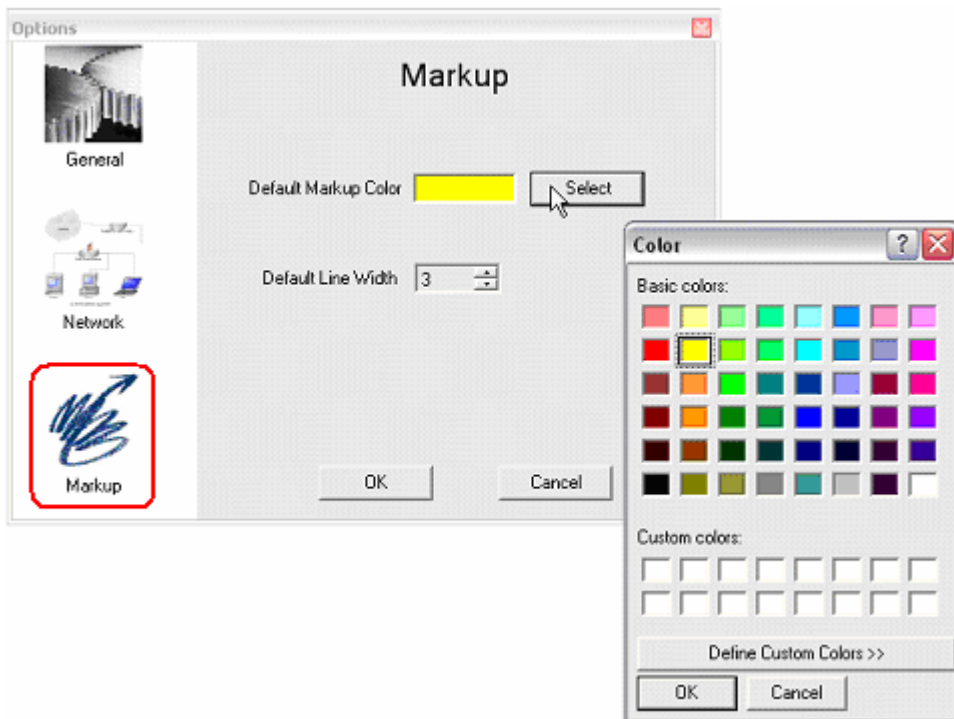 Options
General
Network
Markup
Markup
Default Markup Color
Select
Default Line Width 3
OK Cancel
Color
Basic colors:
Custom colors:
Define Custom Colors >>
OK Cancel